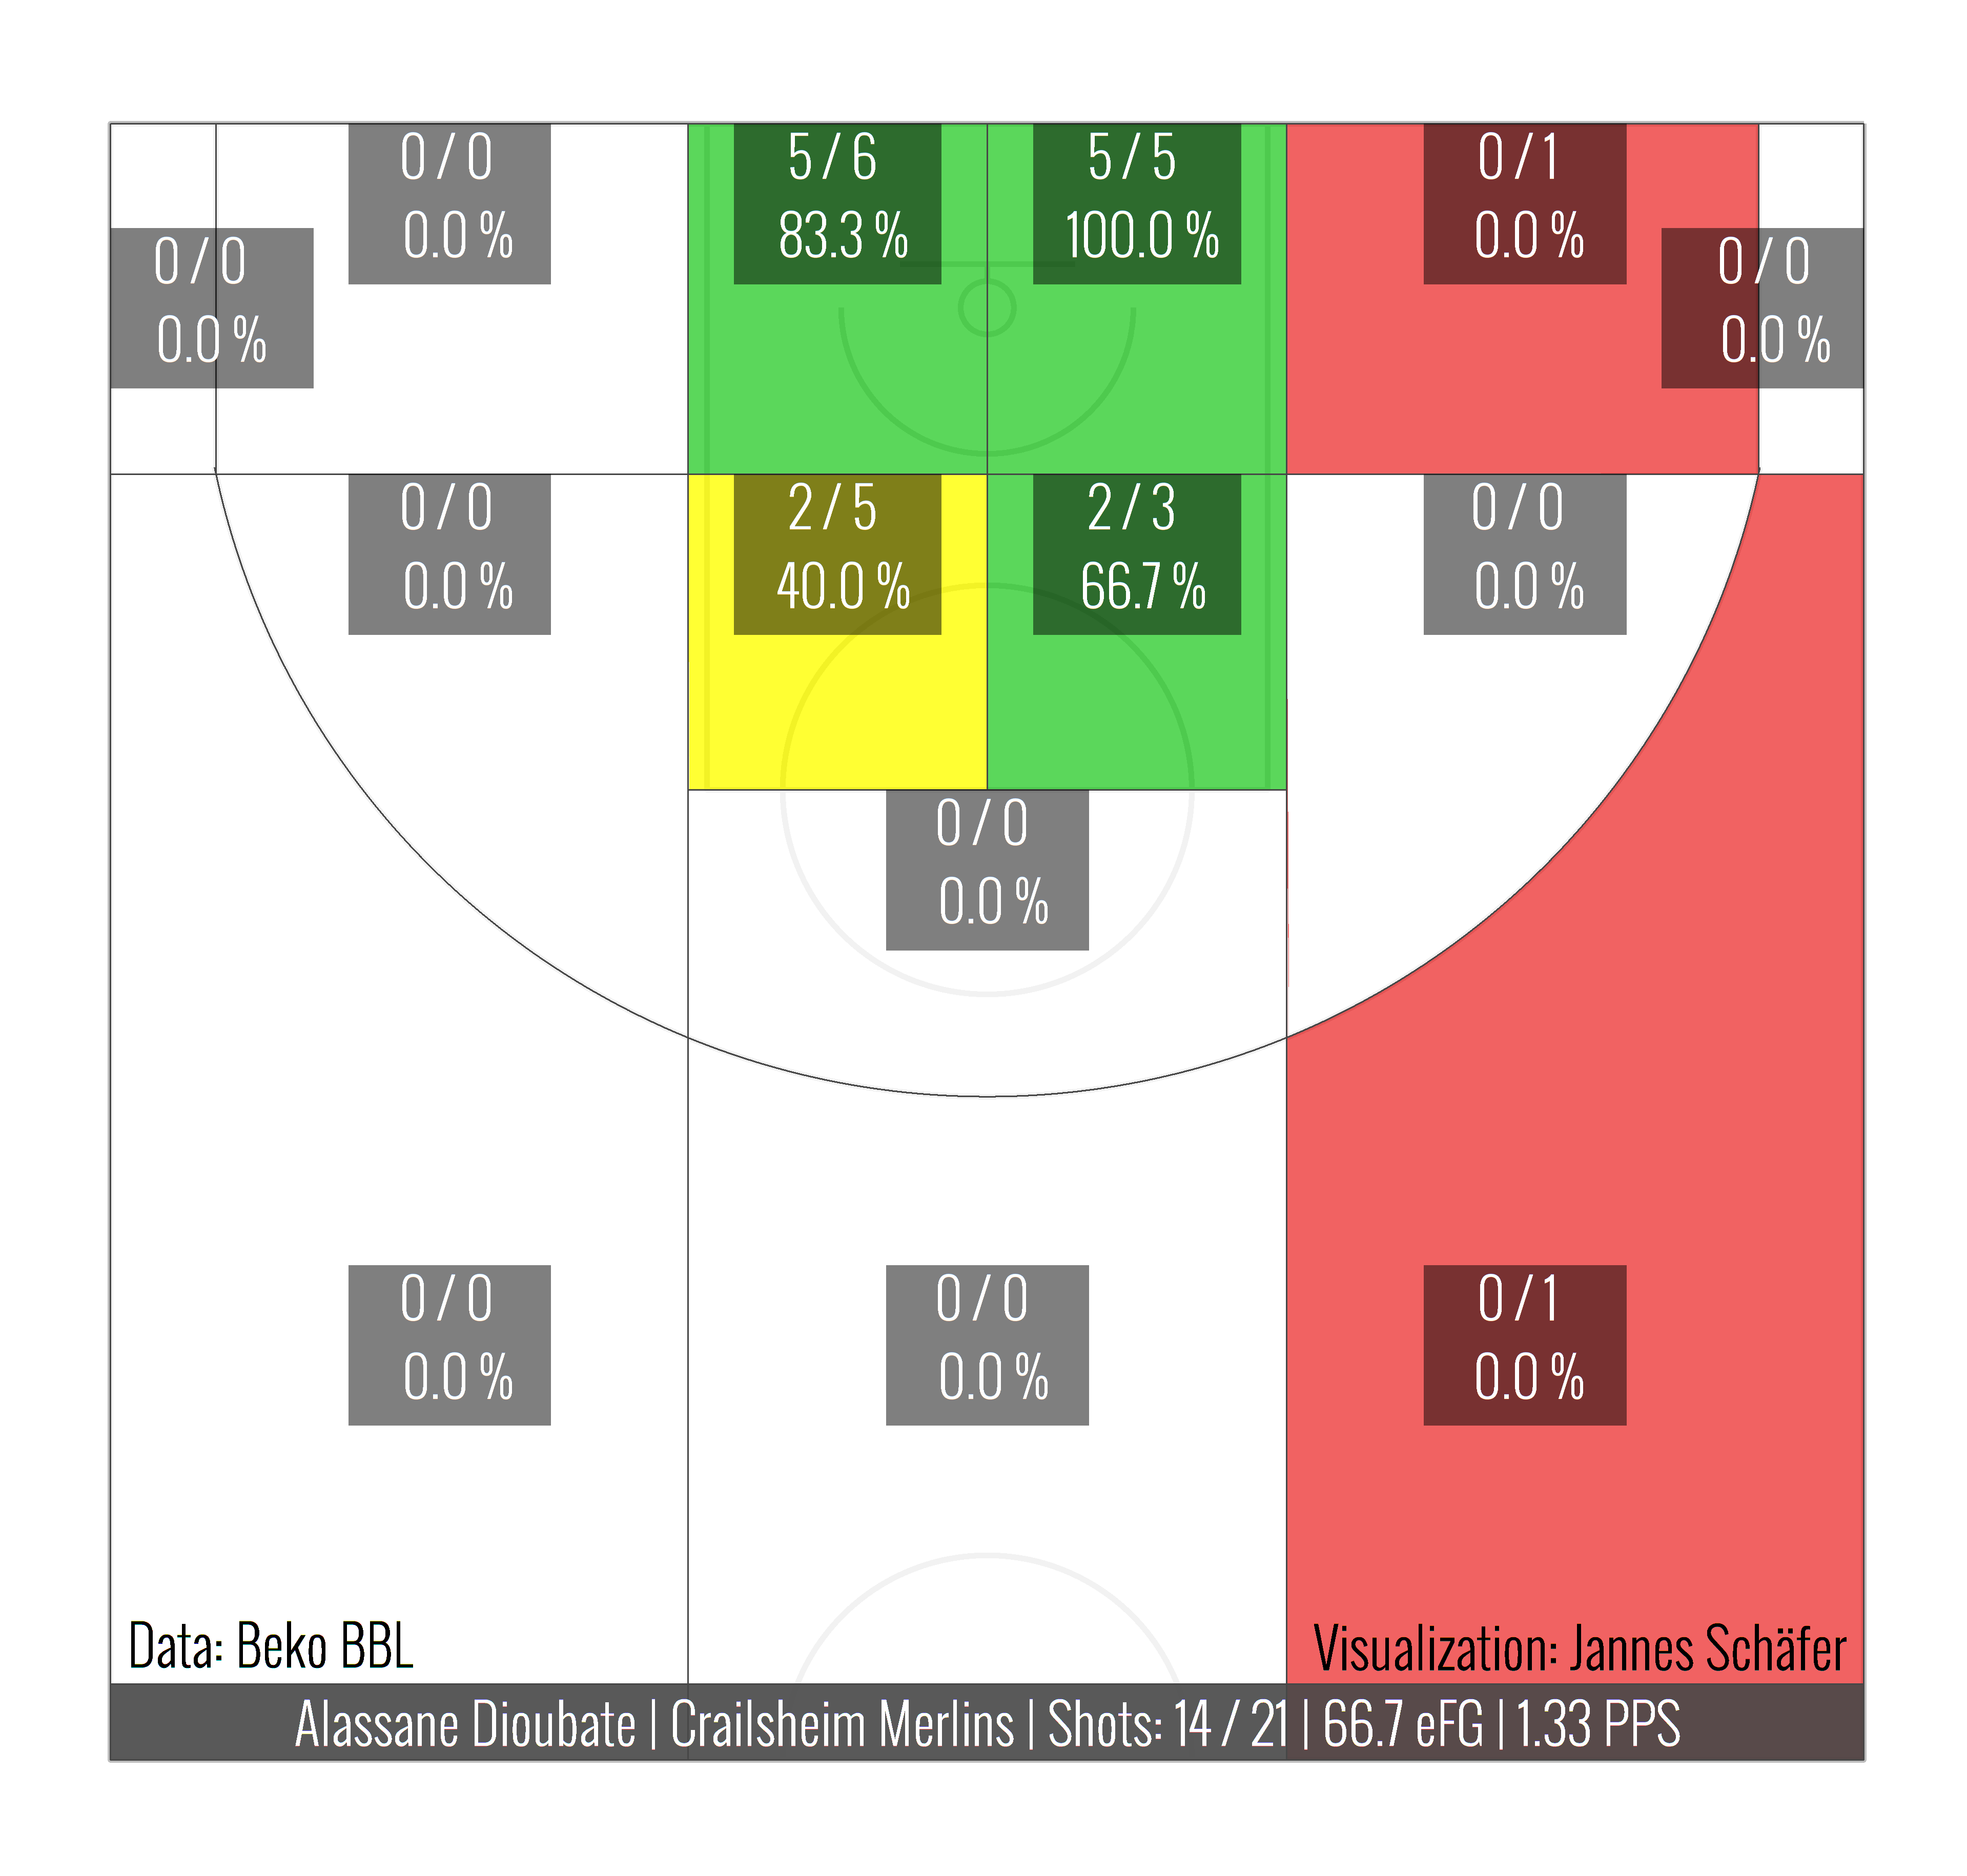 0 / 0
0.0 %
5 / 6
83.3 %
5 / 5
100.0 %
0 / 1
0.0 %
0 / 0
0.0 %
0 / 0
0.0 %
0 / 0
0.0 %
2 / 5
40.0 %
2 / 3
66.7 %
0 / 0
0.0 %
0 / 0
0.0 %
0 / 0
0.0 %
0 / 0
0.0 %
0 / 1
0.0 %
Data: Beko BBL
Visualization: Jannes Schäfer
Alassane Dioubate | Crailsheim Merlins | Shots: 14 / 21 | 66.7 eFG | 1.33 PPS